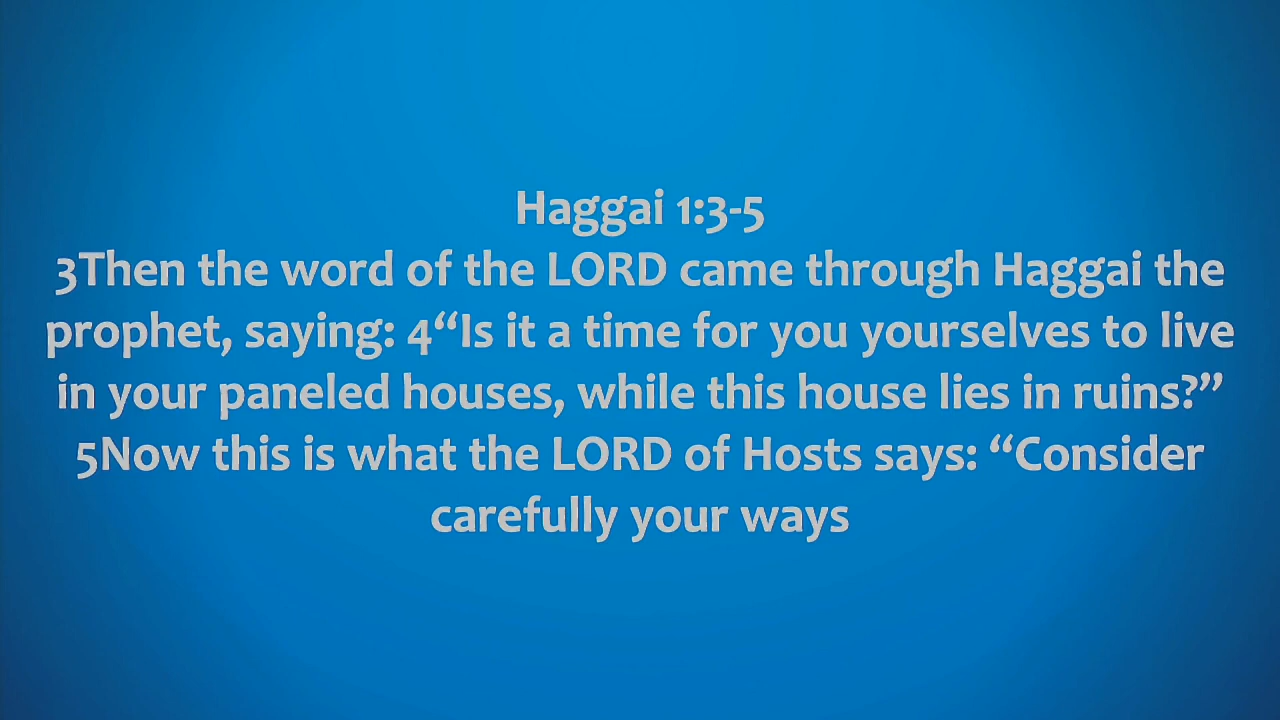 Haggai 1:3-5
3Then the word of the LORD came through Haggai the
prophet, saying: 4“Is it a time for you yourselves to live
in your paneled houses, while this house lies in ruins?”
5Now this is what the LORD of Hosts says: “Consider
carefully your ways